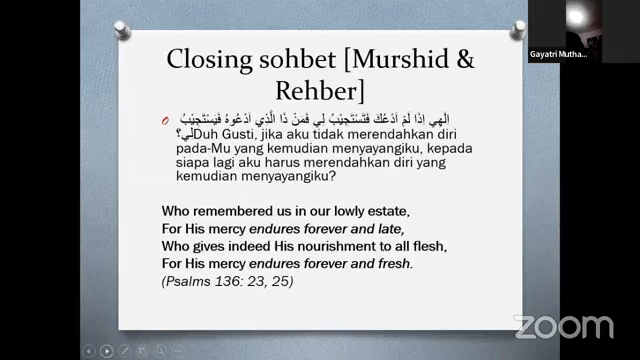 Gayatri Mutha...
Closing sohbet [Murshid &
Rehber]
اِلَهِي اِذَا لَمْ اَدْعُكَ فَتَسْتَجِيْبُ لِي فَمَنْ ذَا الَّذِي اَدْعُوهُ فَيَسْتَجِيْبُ
لِي؟Duh Gusti, jika aku tidak merendahkan diri
pada-Mu yang kemudian menyayangiku, kepada
siapa lagi aku harus merendahkan diri yang
kemudian menyayangiku?
Who remembered us in our lowly estate,
For His mercy endures forever and late,
Who gives indeed His nourishment to all flesh,
For His mercy endures forever and fresh.
(Psalms 136: 23, 25)
zoom